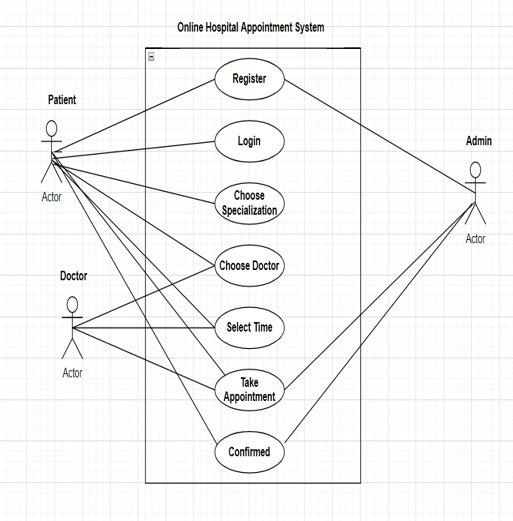 Online Hospital Appointment System
Register
Patient
Login
Admin
Actor
Choose
Specialization
Actor
Choose Doctor
Doctor
Select Time
Actor
Take
Appointment
Confirmed